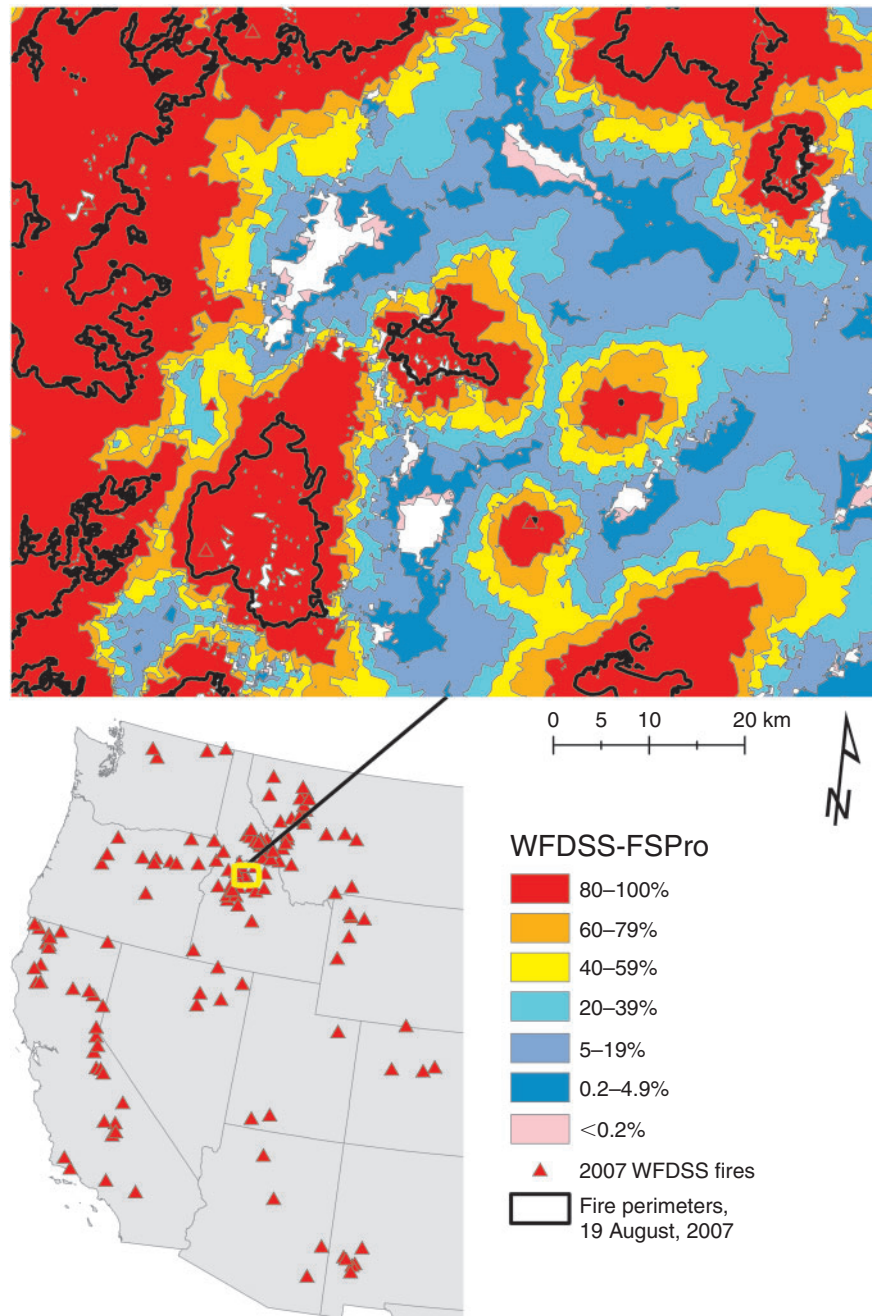 0 5 10 20 km
N
WFDSS-FSPro
80–100%
60–79%
40–59%
20–39%
5–19%
0.2–4.9%
<0.2%
2007 WFDSS fires
Fire perimeters,
19 August, 2007